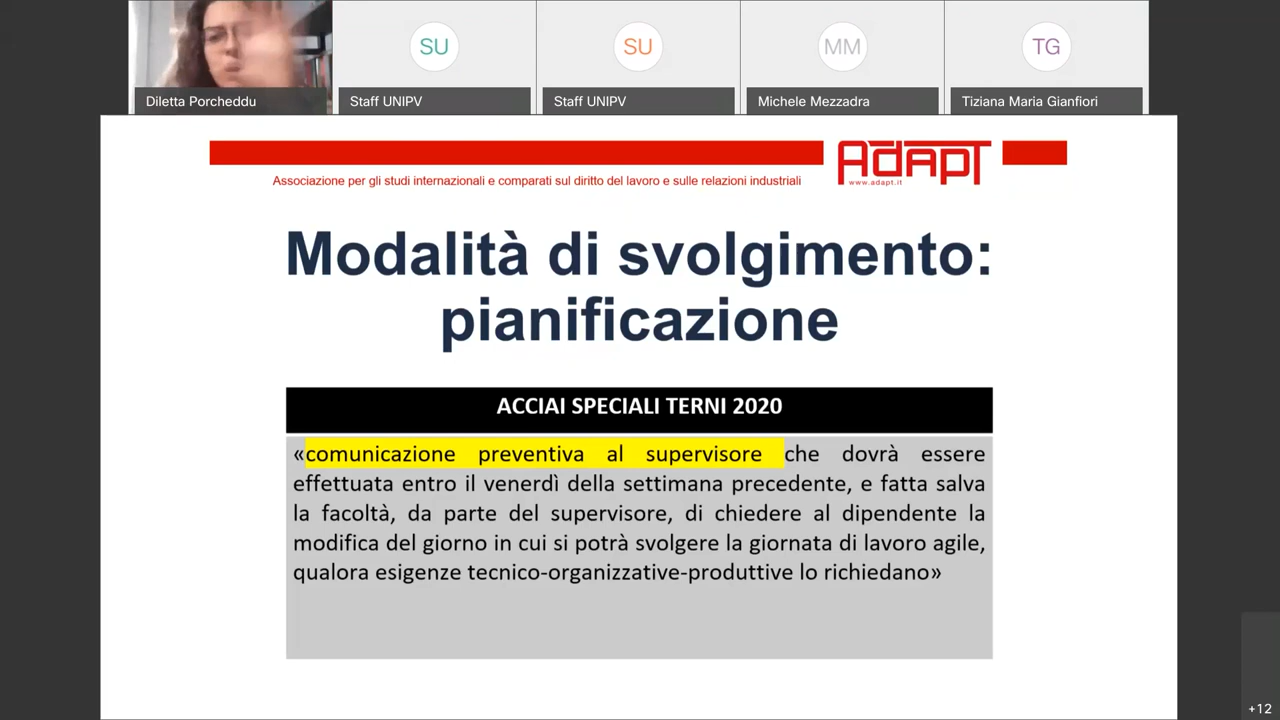 SU
SU
MM
TG
Diletta Porcheddu
Staff UNIPV
Staff UNIPV
Michele Mezzadra
Tiziana Maria Gianfiori
ADAPT
www.adapt.it
Associazione per gli studi internazionali e comparati sul diritto del lavoro e sulle relazioni industriali
Modalità di svolgimento:
pianificazione
ACCIAI SPECIALI TERNI 2020
«comunicazione preventiva al supervisore che dovrà essere
effettuata entro il venerdì della settimana precedente, e fatta salva
la facoltà, da parte del supervisore, di chiedere al dipendente la
modifica del giorno in cui si potrà svolgere la giornata di lavoro agile,
qualora esigenze tecnico-organizzative-produttive lo richiedano»
+12